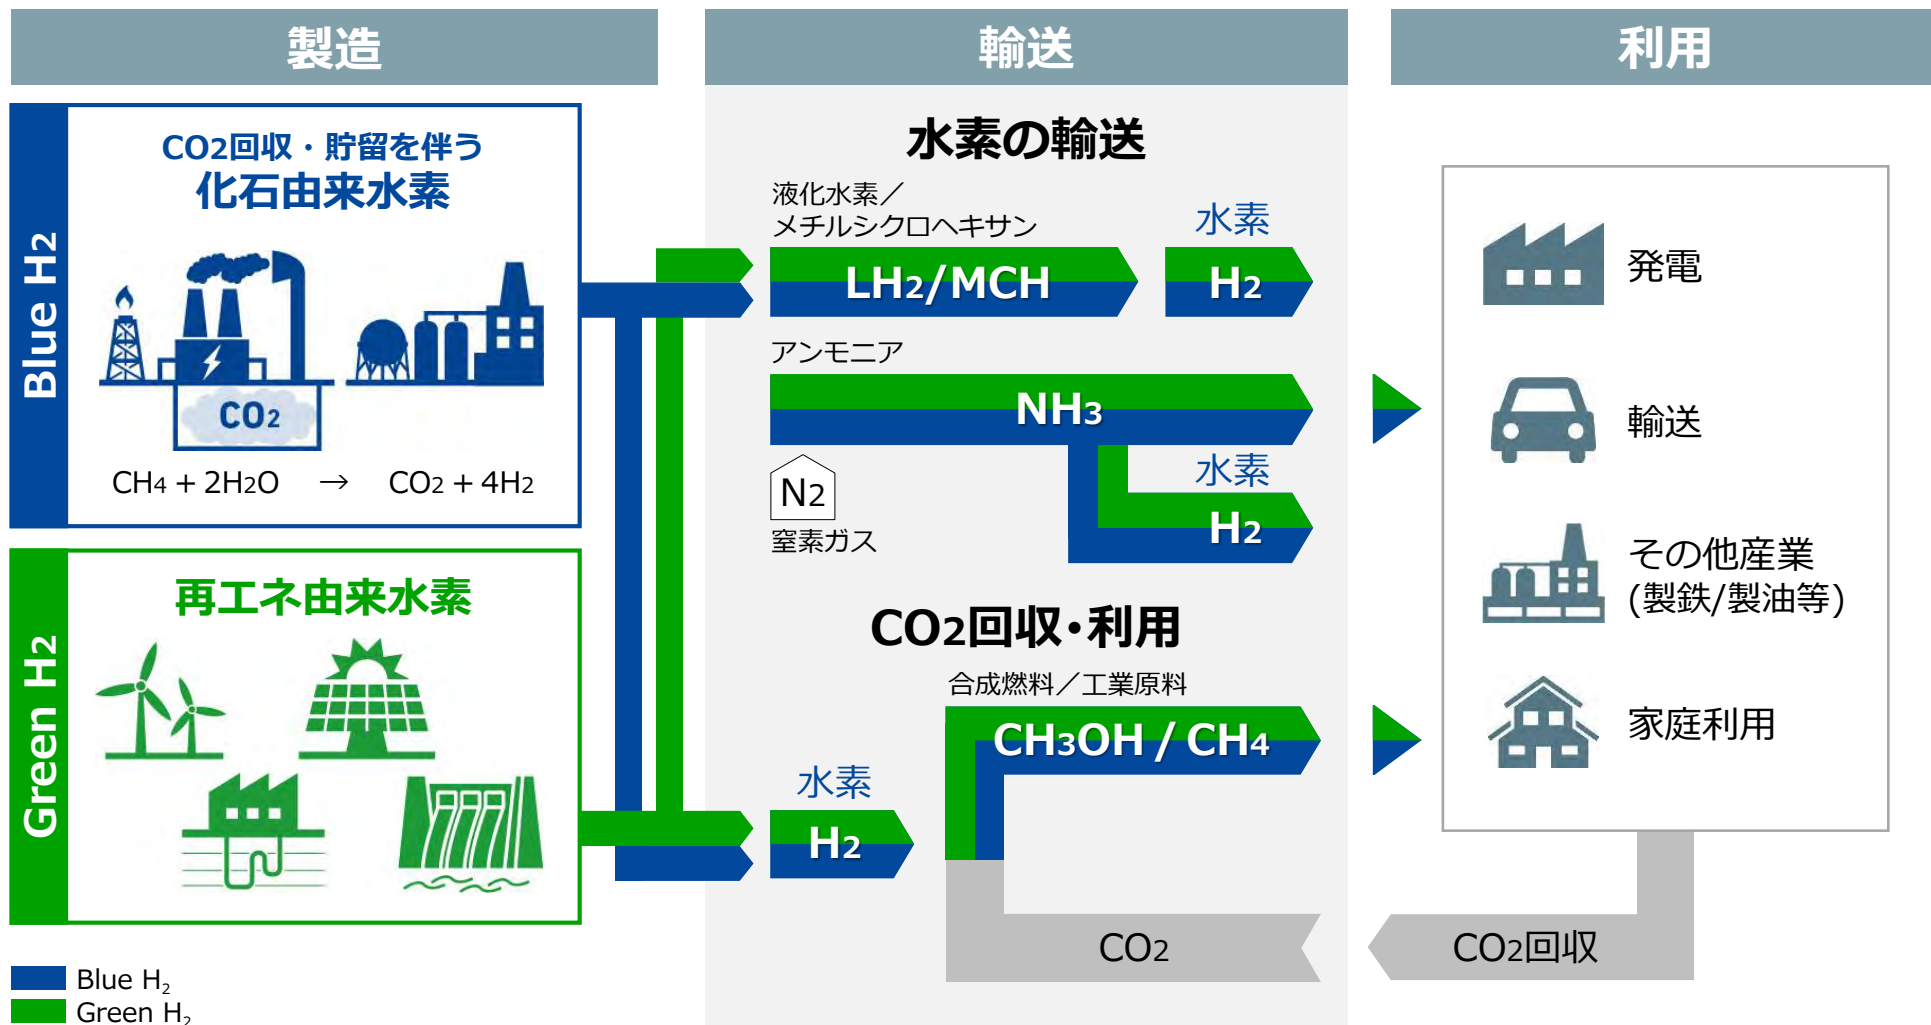 製造
Blue H2
CO2回収・貯留を伴う
化石由来水素
CO2
CH4 + 2H2O → CO2 + 4H2
Green H2
再エネ由来水素
Blue H2
Green H2
輸送
水素の輸送
液化水素／
メチルシクロヘキサン
LH2/MCH
水素
H2
アンモニア
NH3
N2
窒素ガス
水素
H2
CO2回収・利用
合成燃料／工業原料
CH3OH / CH4
水素
H2
CO2
利用
発電
輸送
その他産業
(製鉄/製油等)
家庭利用
CO2回収